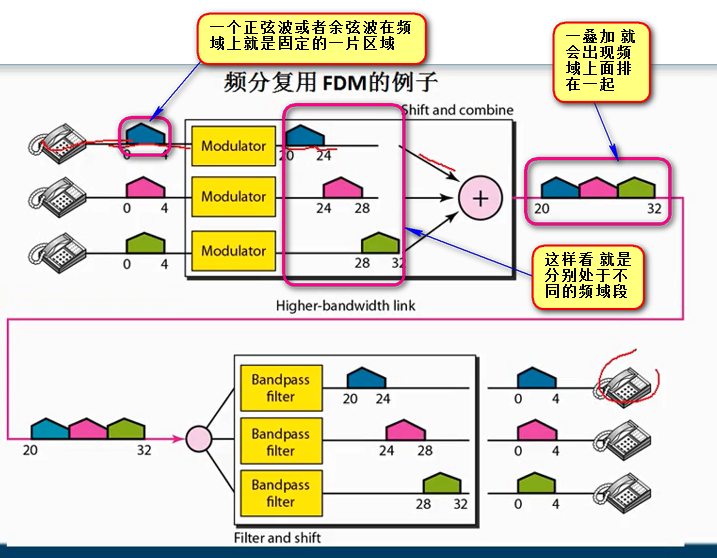 一个正弦波或者余弦波在频
域上就是固定的一片区域
一叠加 就
会出现频
域上面排
在一起
频分复用 FDM的例子
Shift and combine
0 4
Modulator
20 24
0 4
Modulator
24 28
20 32
0 4
Modulator
28 32
这样看 就是
分别处于不
同的频域段
Higher-bandwidth link
Bandpass
filter
20 24
0 4
20 32
Bandpass
filter
24 28
0 4
Bandpass
filter
28 32
0 4
Filter and shift